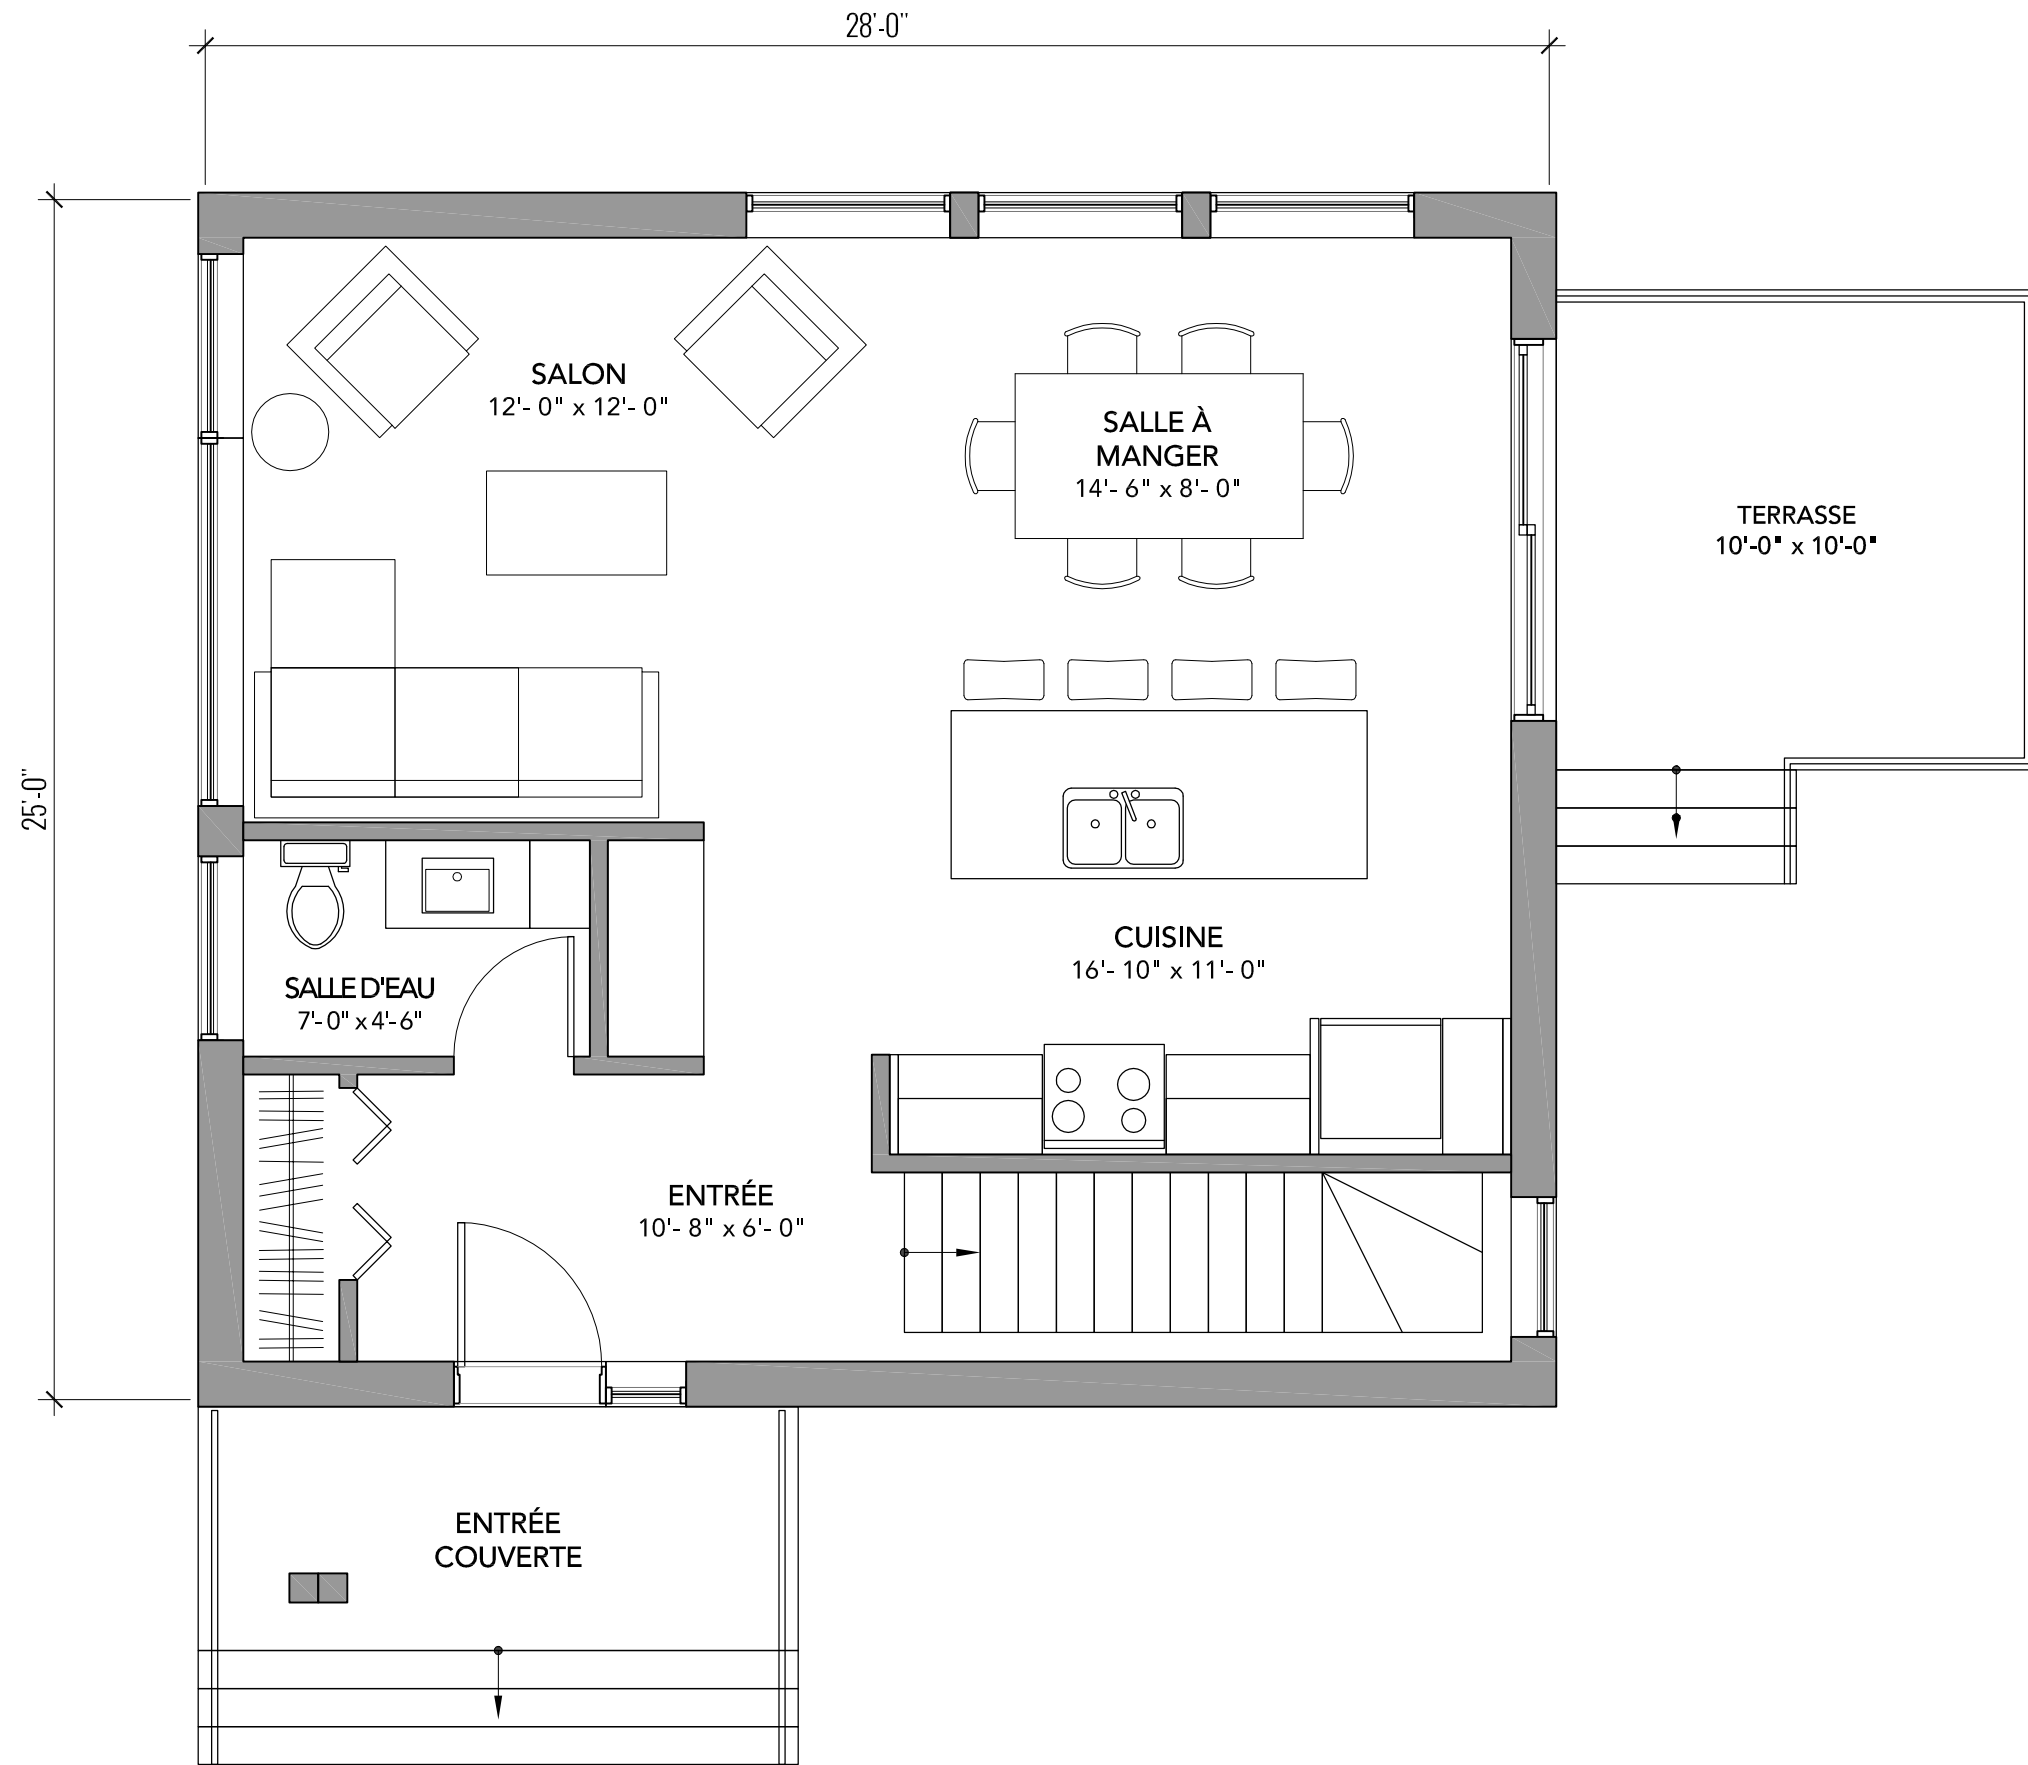 28'-0"
SALON
12'- 0" x 12'- 0"
SALLE À
MANGER
14'- 6" x 8'- 0"
TERRASSE
10'-0" x 10'-0"
25'-0"
CUISINE
16'- 10" x 11'- 0"
SALLE D'EAU
7'- 0" x 4'- 6"
ENTRÉE
10'- 8" x 6'- 0"
ENTRÉE
COUVERTE